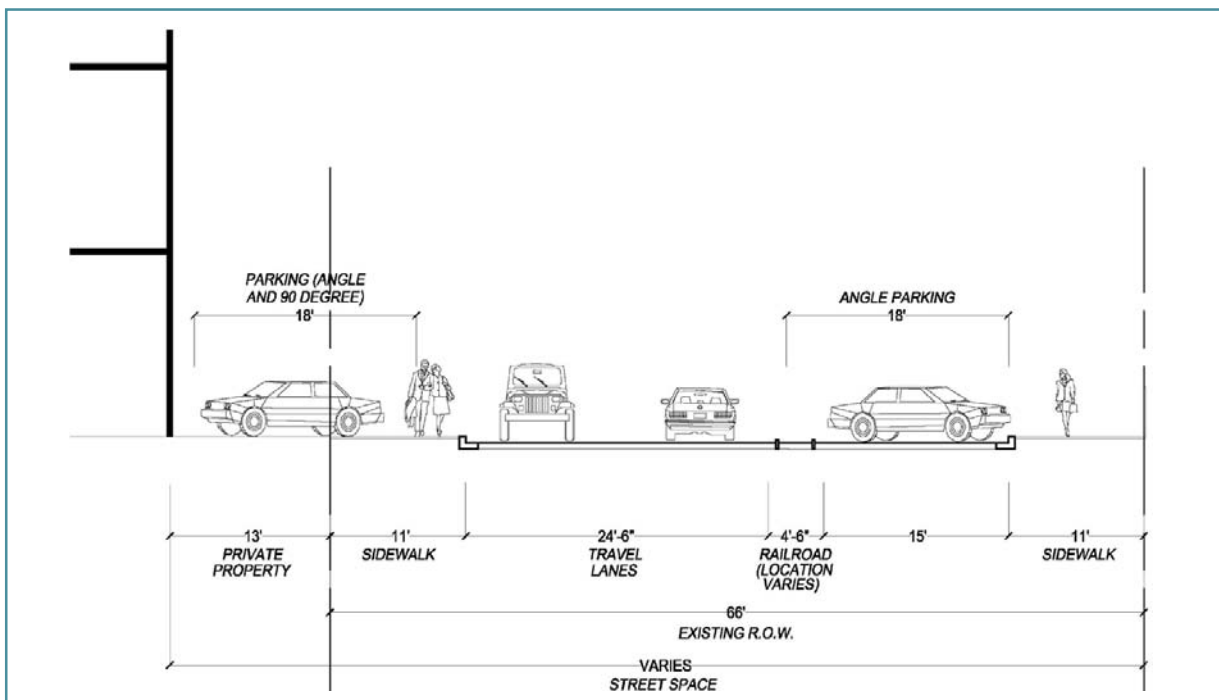 PARKING (ANGLE
AND 90 DEGREE)
18'
ANGLE PARKING
18'
13'
PRIVATE
PROPERTY
11'
SIDEWALK
24'-6"
TRAVEL
LANES
4'-6"
RAILROAD
(LOCATION
VARIES)
15'
11'
SIDEWALK
66'
EXISTING R.O.W.
VARIES
STREET SPACE